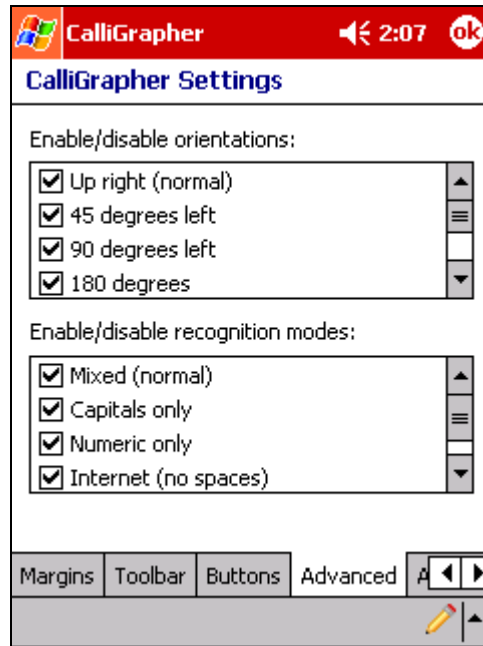 CalliGrapher 2:07 ok
CalliGrapher Settings
Enable/disable orientations:
Up right (normal)
45 degrees left
90 degrees left
180 degrees
Enable/disable recognition modes:
Mixed (normal)
Capitals only
Numeric only
Internet (no spaces)
Margins Toolbar Buttons Advanced A